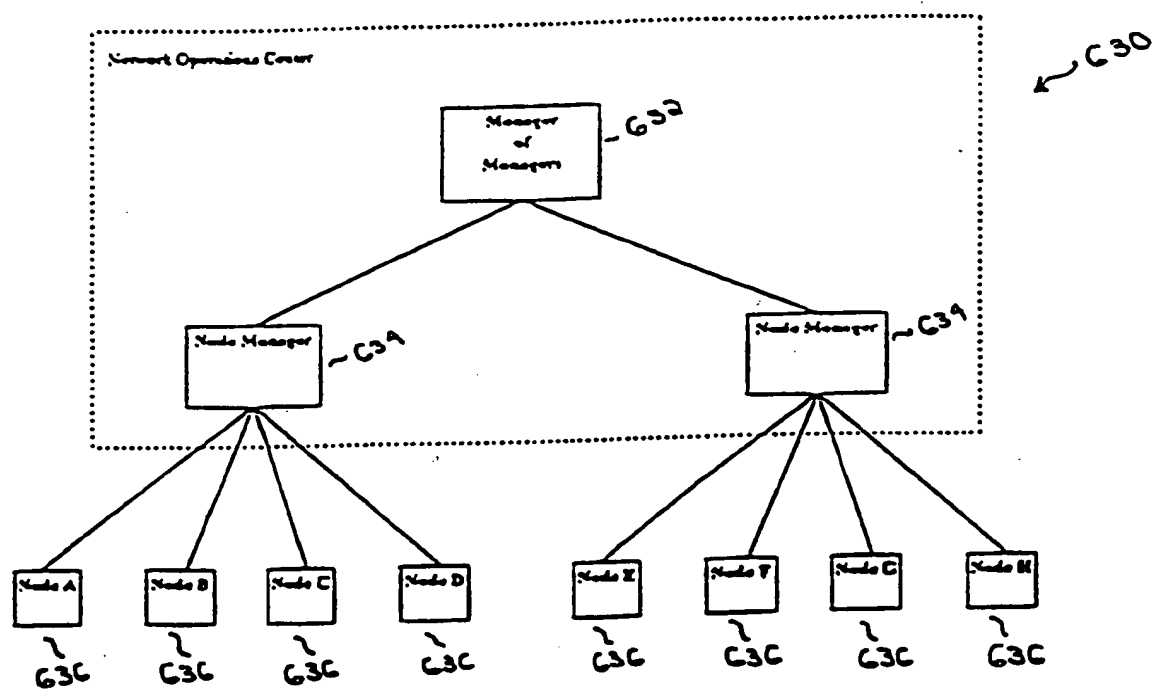 Network Operations Center
630
Manager
of
Managers
632
Node Manager
634
Node Manager
634
Node A
Node B
Node C
Node D
Node E
Node F
Node G
Node H
636
636
636
636
636
636
636
636